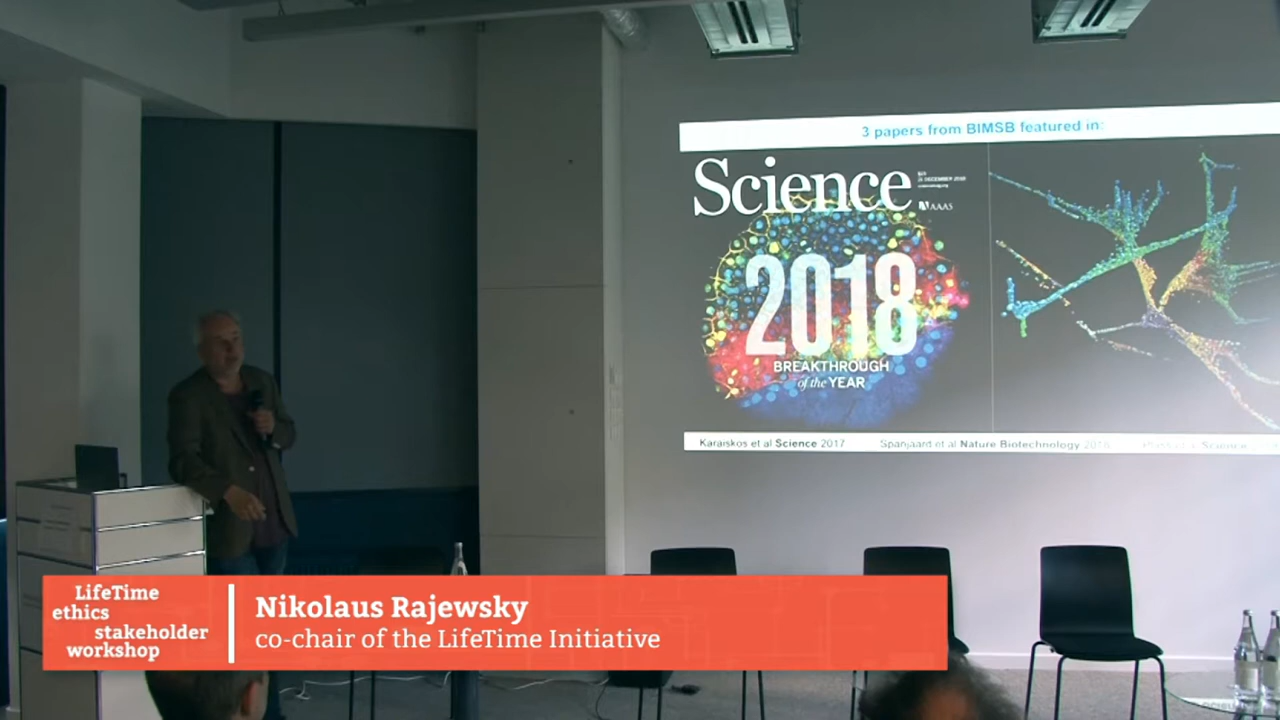 3 papers from BIMSB featured in:
Science
AAAS
2018
BREAKTHROUGH
of the YEAR
Karaiskos et al Science 2017 Spanjaard et al Nature Biotechnology 2018
LifeTime
ethics
stakeholder
workshop
Nikolaus Rajewsky
co-chair of the LifeTime Initiative